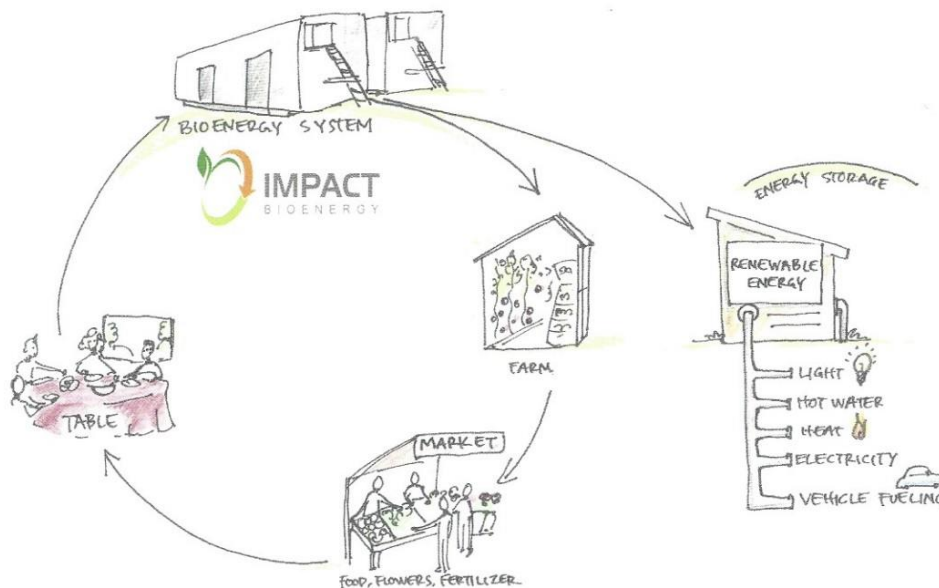 BIOENERGY SYSTEM
IMPACT
BIOENERGY
ENERGY STORAGE
RENEWABLE
ENERGY
FARM
LIGHT
HOT WATER
HEAT
ELECTRICITY
VEHICLE FUELING
TABLE
MARKET
FOOD, FLOWERS, FERTILIZER